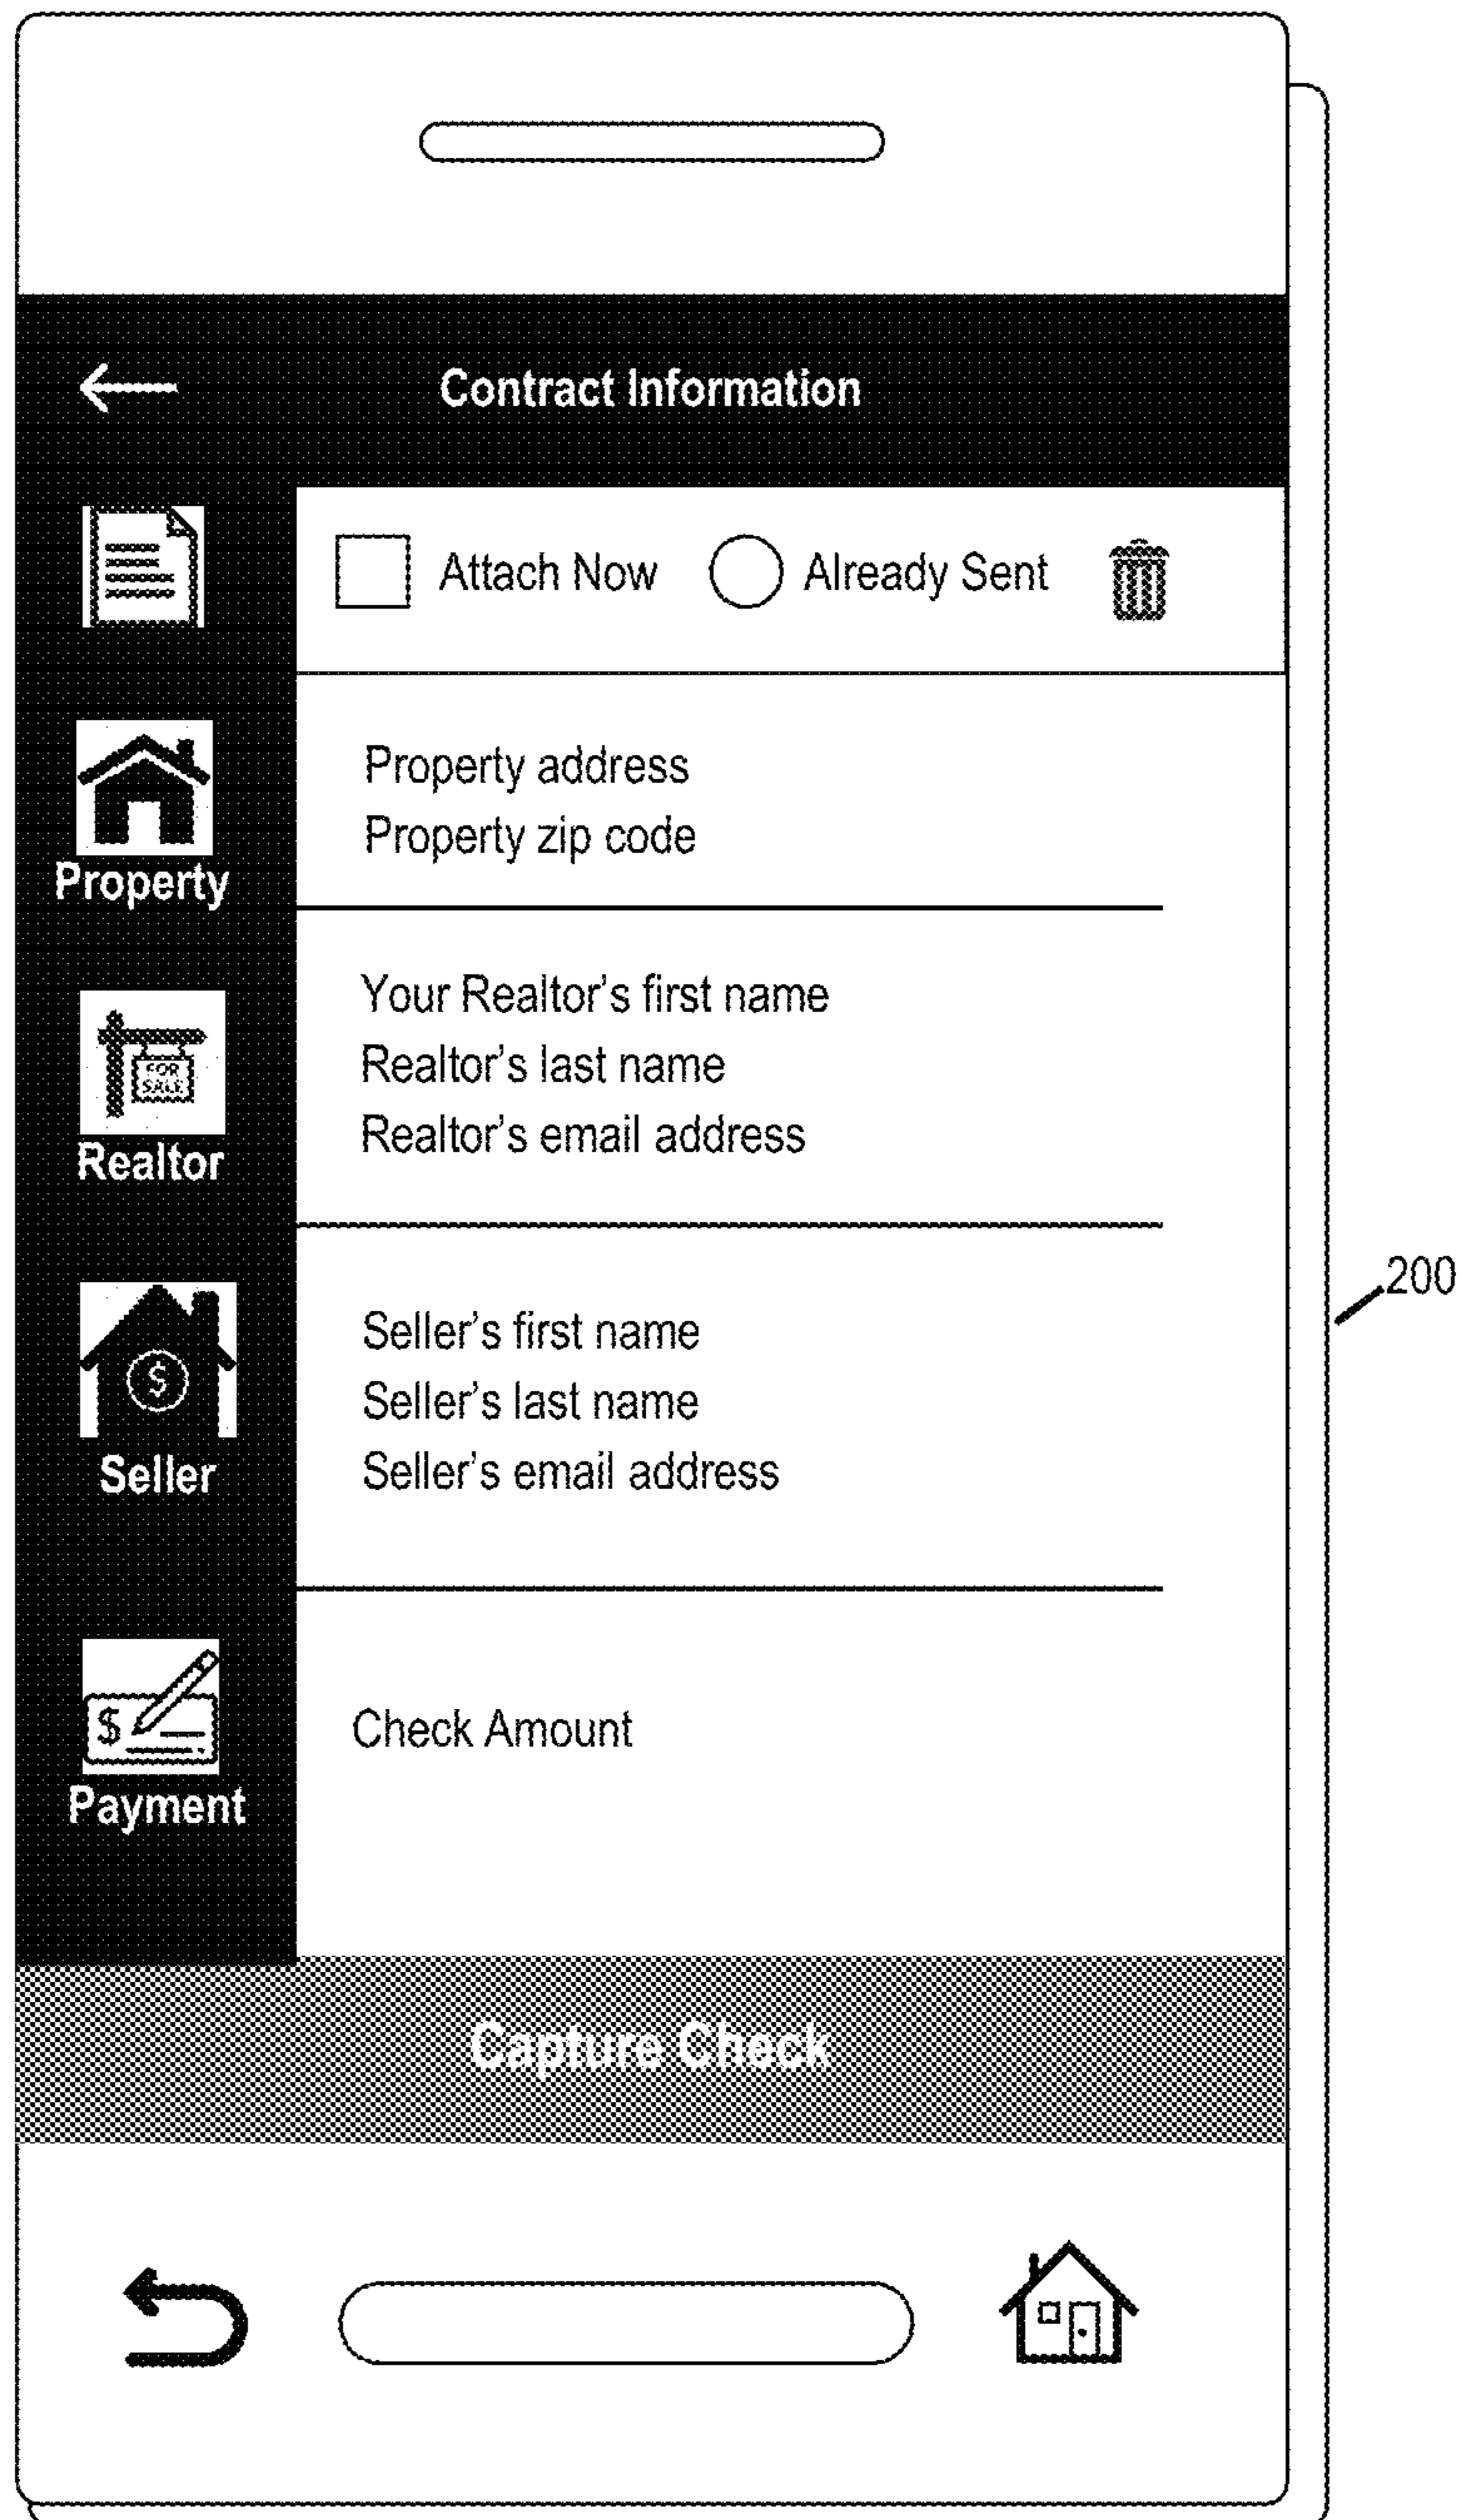 Contract Information
Attach Now Already Sent
Property address
Property zip code
Property
Your Realtor's first name
Realtor's last name
Realtor's email address
FOR
SALE
Realtor
Seller's first name
Seller's last name
Seller's email address
$
Seller
200
$
Check Amount
Payment
Capture Check